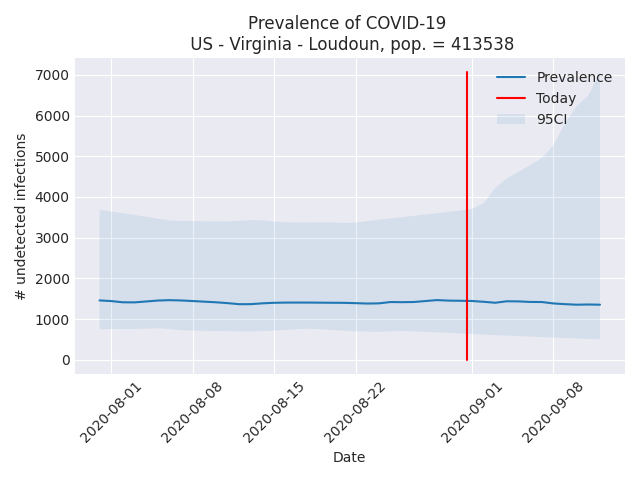 Prevalence of COVID-19
US - Virginia - Loudoun, pop. = 413538
7000
6000
5000
4000
3000
2000
1000
0
# undetected infections
Prevalence
Today
95CI
2020-08-01
2020-08-08
2020-08-15
2020-08-22
2020-09-01
2020-09-08
Date